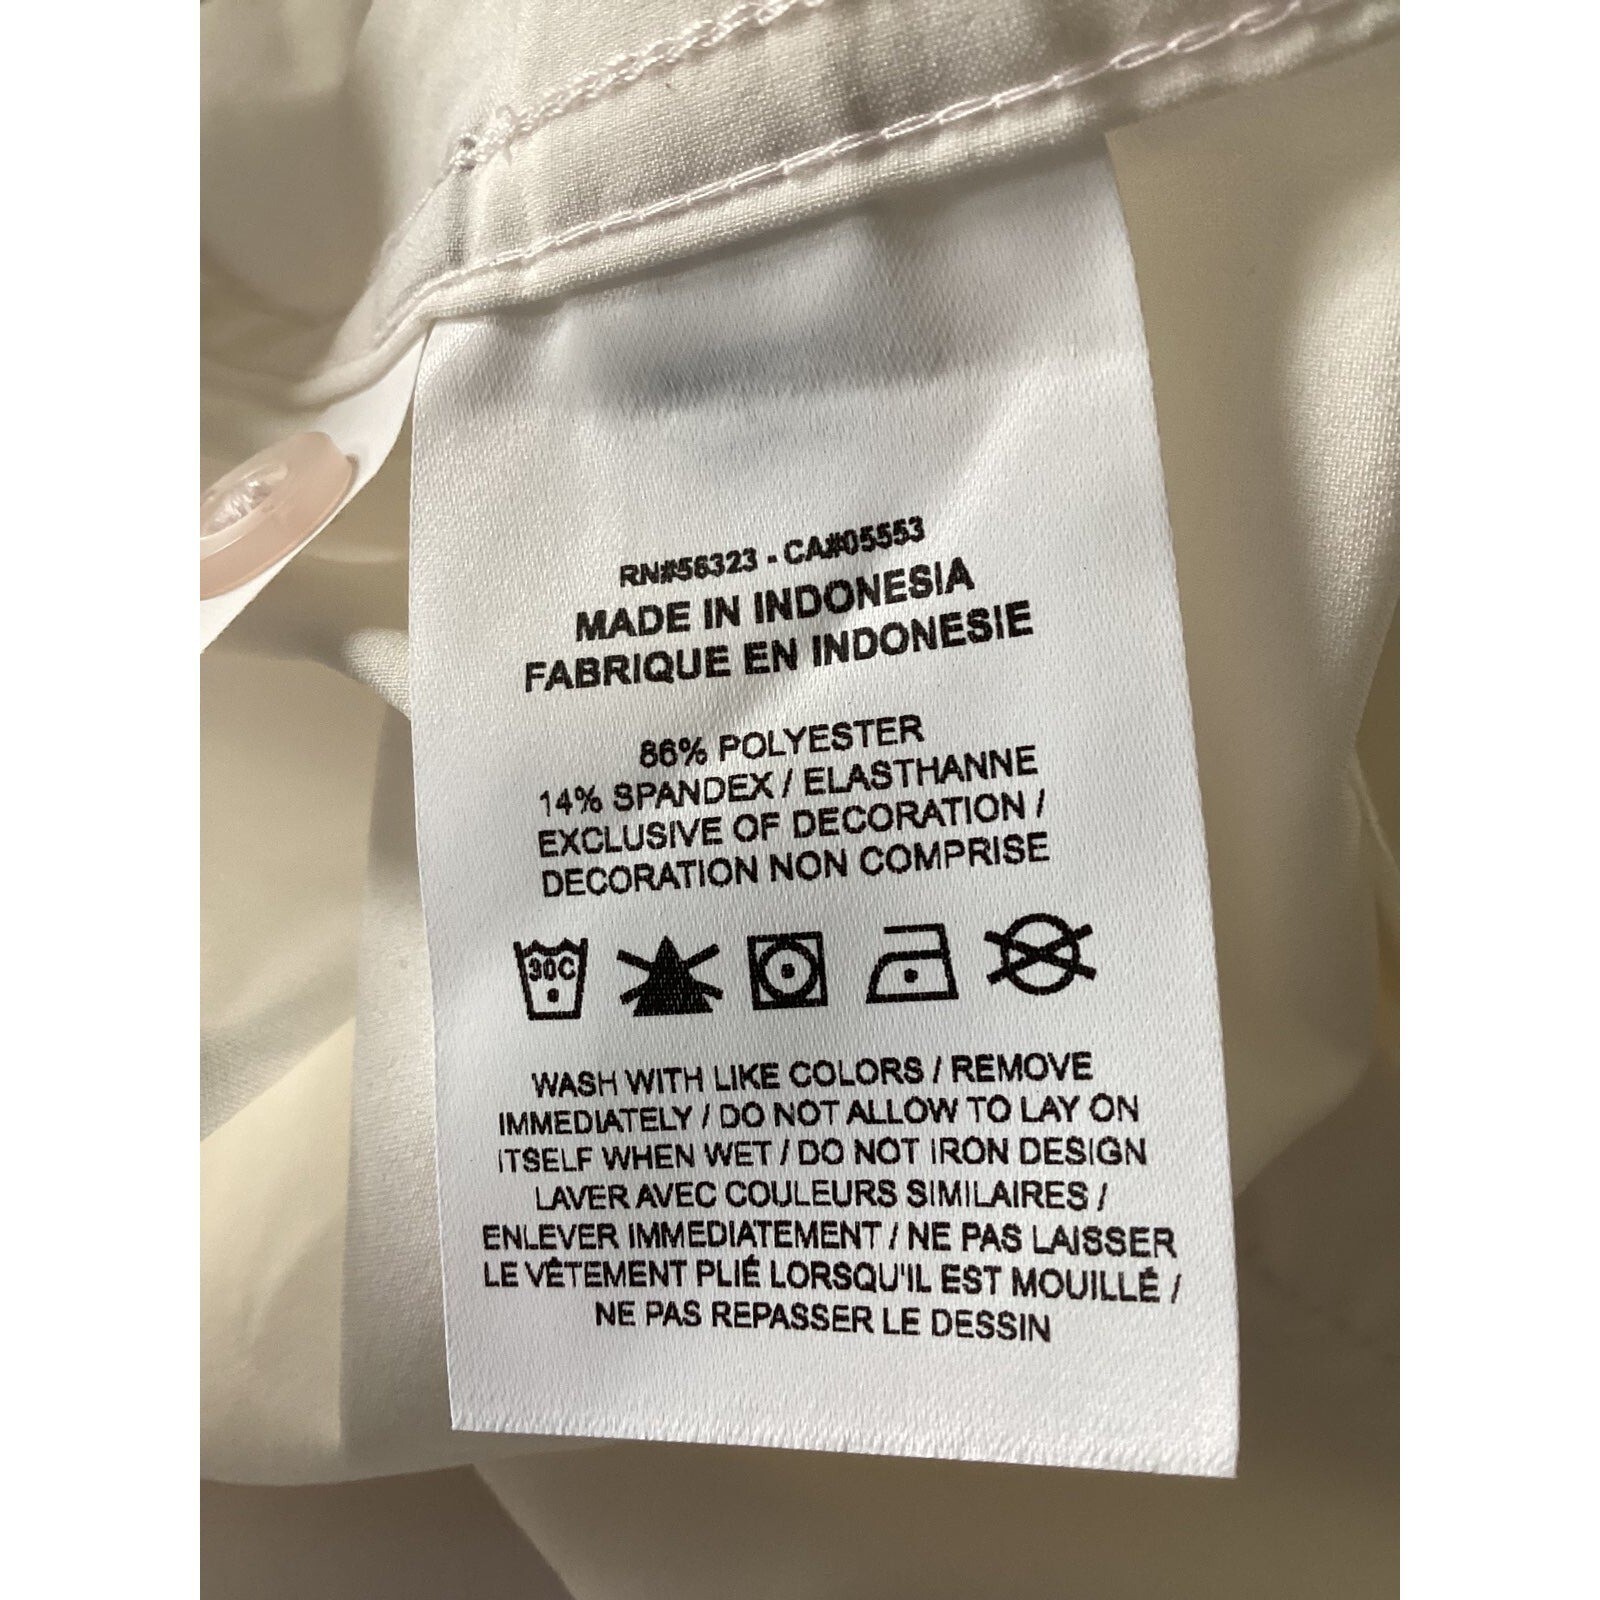 RN#56323 - CA#05553
MADE IN INDONESIA
FABRIQUE EN INDONESIE
86% POLYESTER
14% SPANDEX / ELASTHANNE
EXCLUSIVE OF DECORATION /
DECORATION NON COMPRISE
30C
WASH WITH LIKE COLORS / REMOVE
IMMEDIATELY / DO NOT ALLOW TO LAY ON
ITSELF WHEN WET / DO NOT IRON DESIGN
LAVER AVEC COULEURS SIMILAIRES /
ENLEVER IMMEDIATEMENT / NE PAS LAISSER
LE VÊTEMENT PLIÉ LORSQU'IL EST MOUILLÉ /
NE PAS REPASSER LE DESSIN